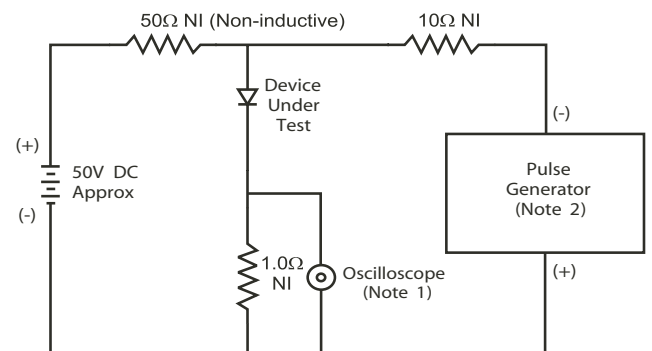 50Ω NI (Non-inductive)
10Ω NI
Device
Under
Test
(-)
(+)
50V DC
Approx
(-)
Pulse
Generator
(Note 2)
1.0Ω
NI
Oscilloscope
(Note 1)
(+)